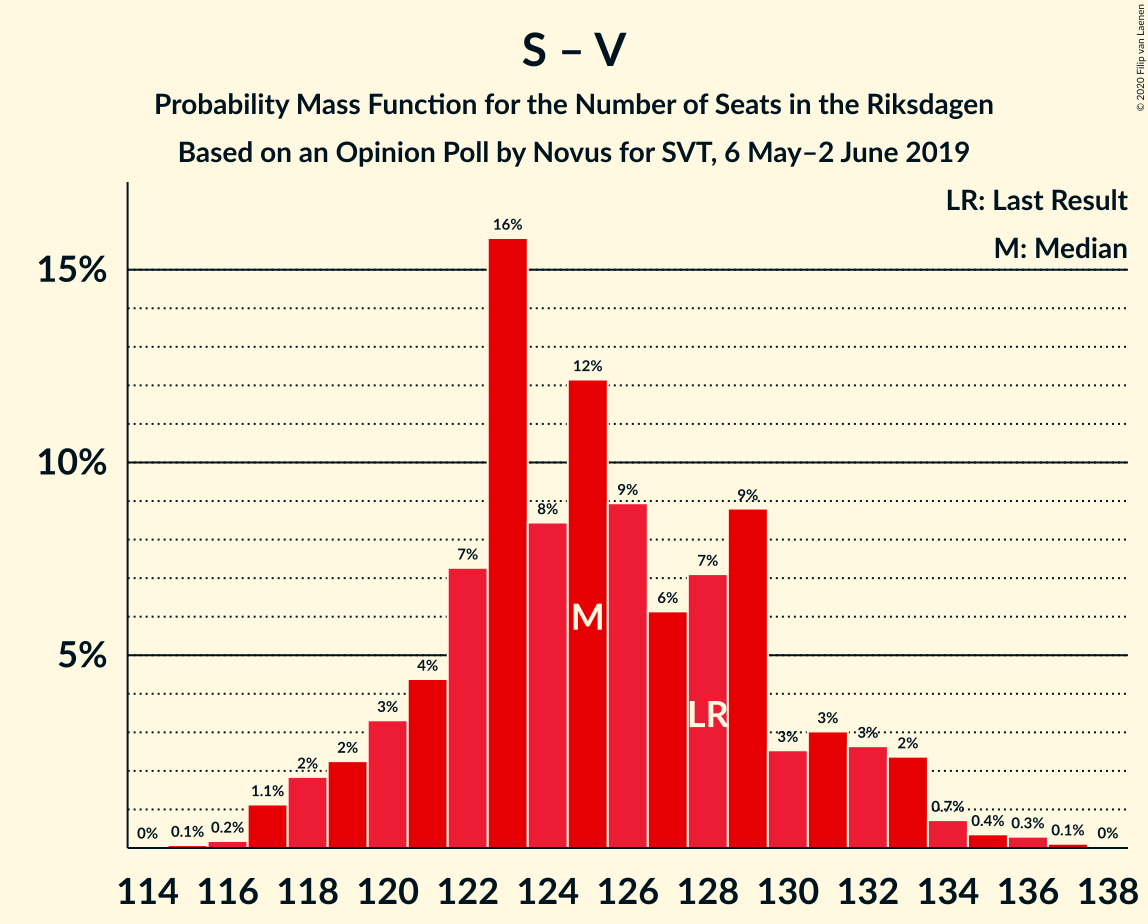 S – V
Probability Mass Function for the Number of Seats in the Riksdagen
Based on an Opinion Poll by Novus for SVT, 6 May–2 June 2019
© 2020 Filip van Laenen
LR: Last Result
M: Median
15%
10%
5%
0% 0.1% 0.2% 1.1% 2% 2% 3% 4% 7% 16% 8% 12% 9% 6% 7% 9% 3% 3% 3% 2% 0.7% 0.4% 0.3% 0.1% 0%
M
LR
114 116 118 120 122 124 126 128 130 132 134 136 138